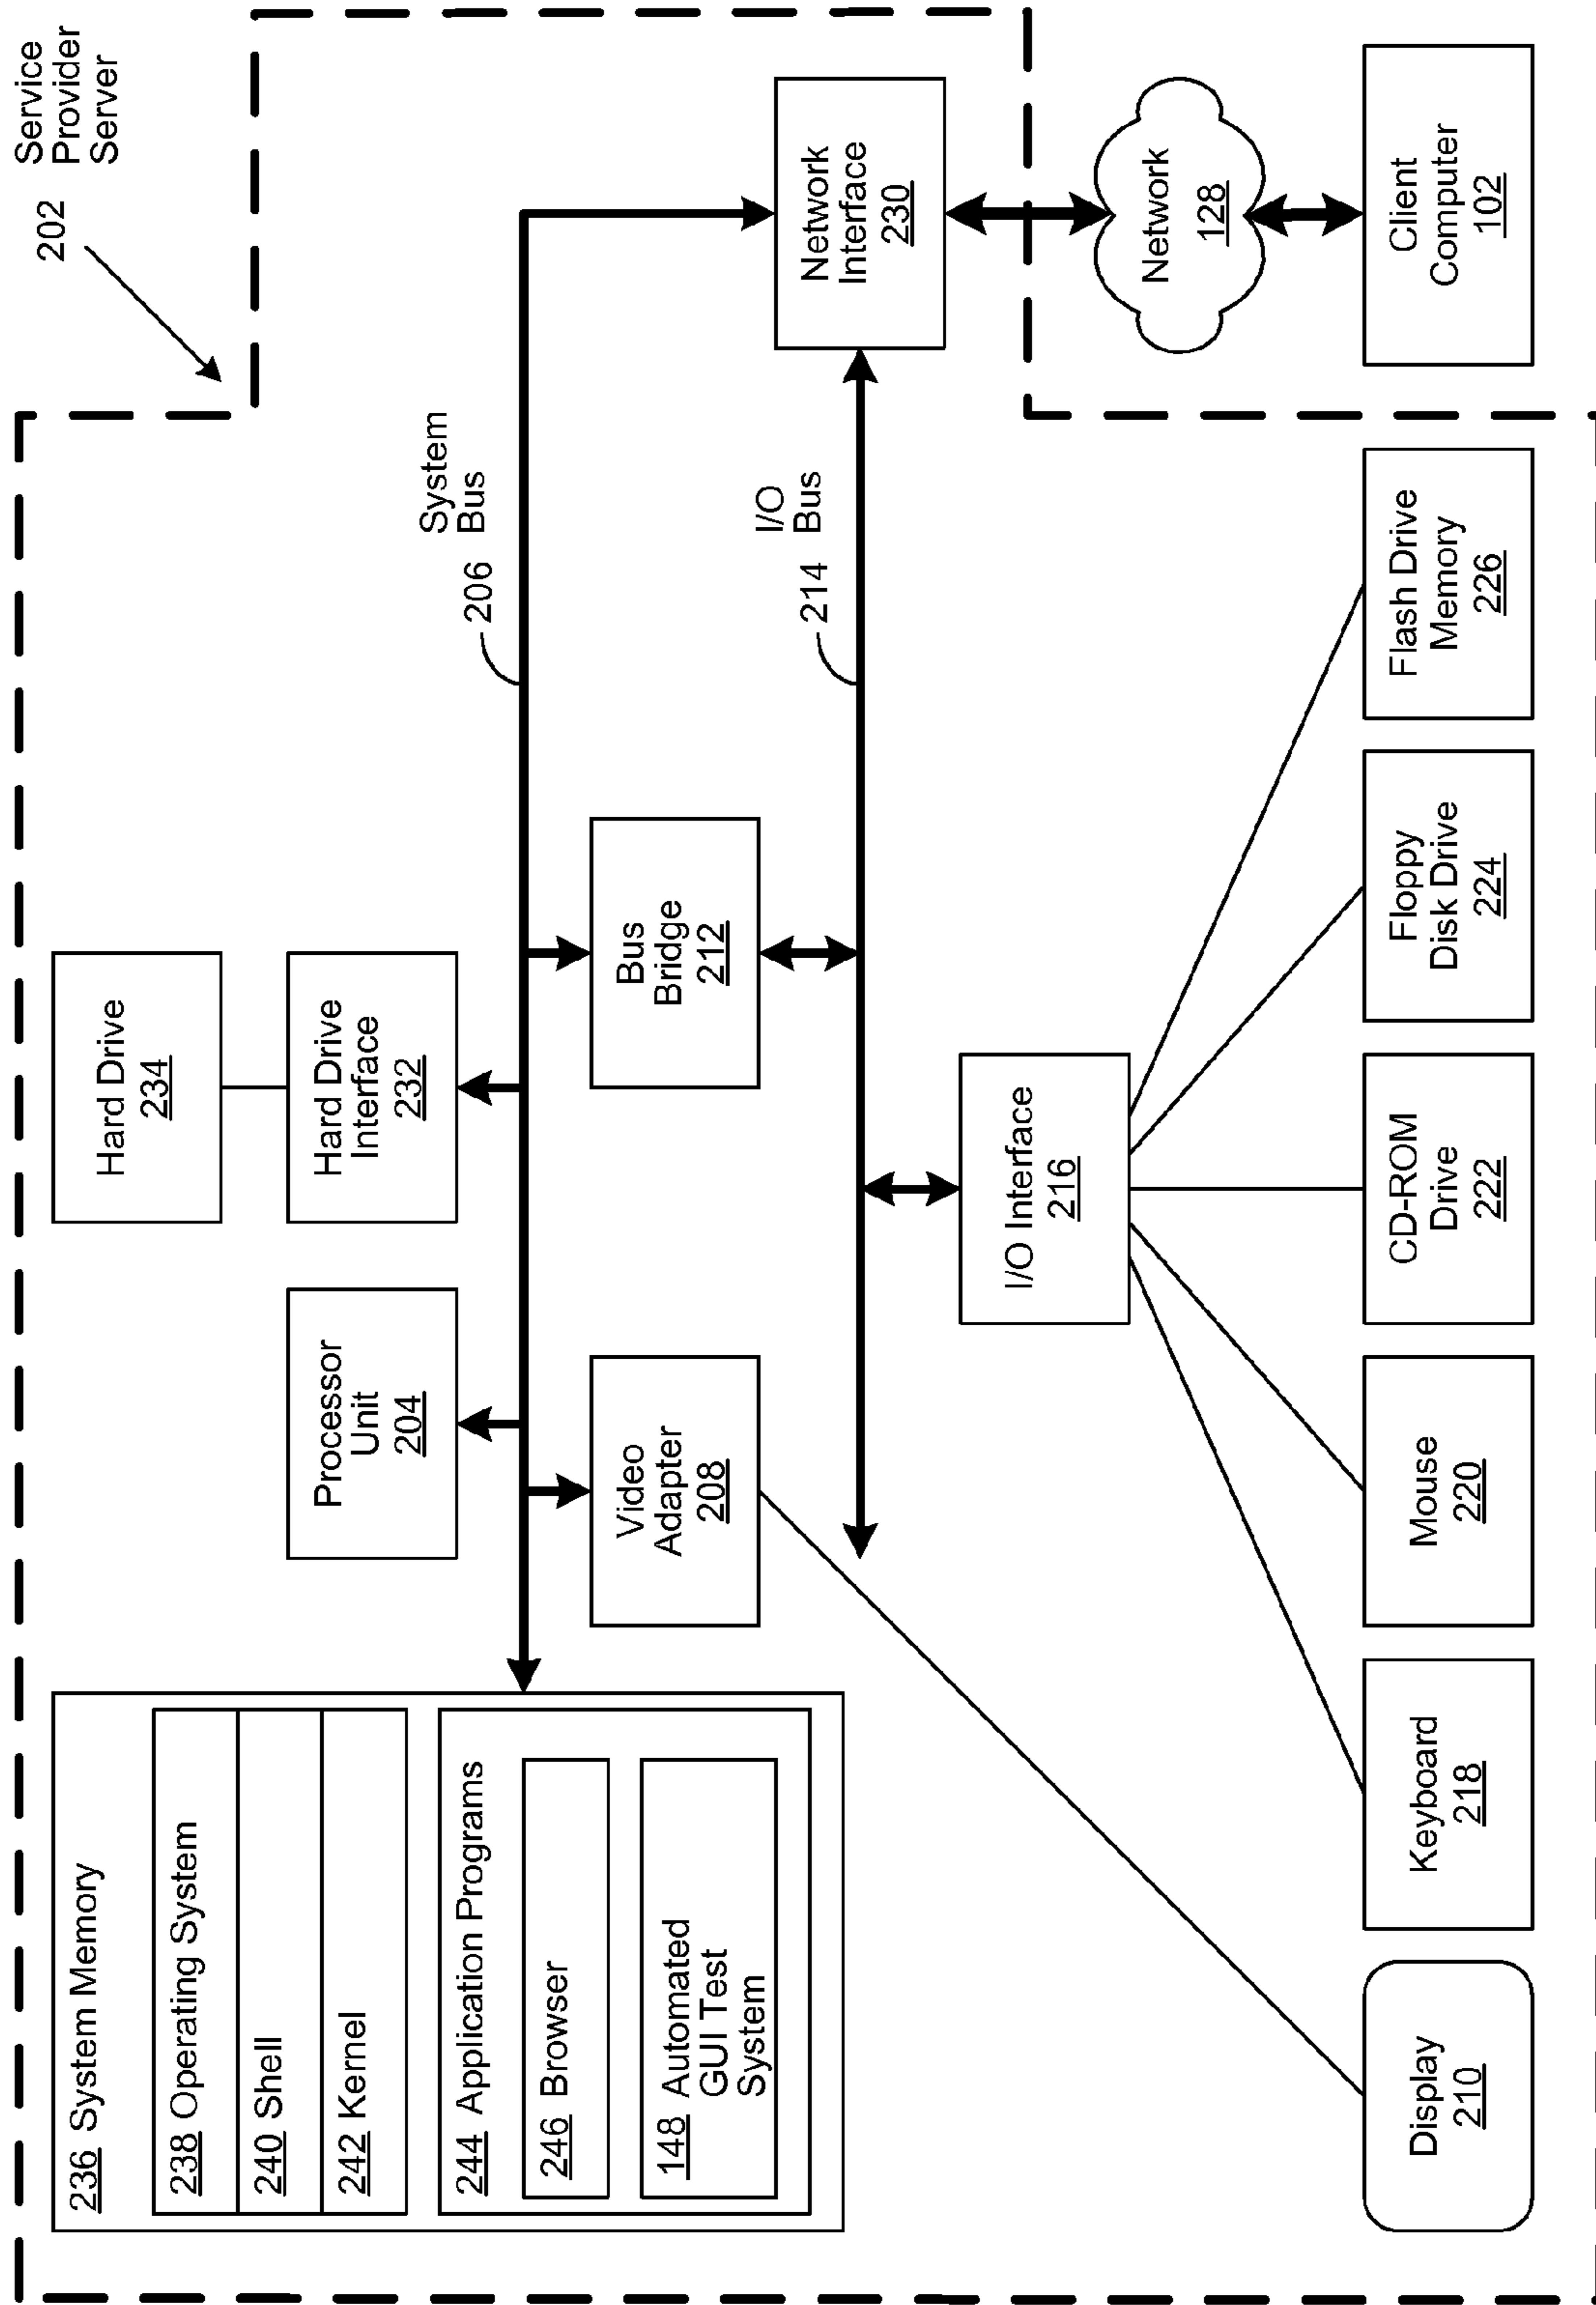 Service
Provider
Server
202
236 System Memory
238 Operating System
240 Shell
242 Kernel
244 Application Programs
246 Browser
148 Automated
GUI Test
System
Processor
Unit
204
Hard Drive
234
Hard Drive
Interface
232
System
Bus
206
Video
Adapter
208
Bus
Bridge
212
I/O
Bus
214
Network
Interface
230
I/O Interface
216
Network
128
Display
210
Keyboard
218
Mouse
220
CD-ROM
Drive
222
Floppy
Disk Drive
224
Flash Drive
Memory
226
Client
Computer
102